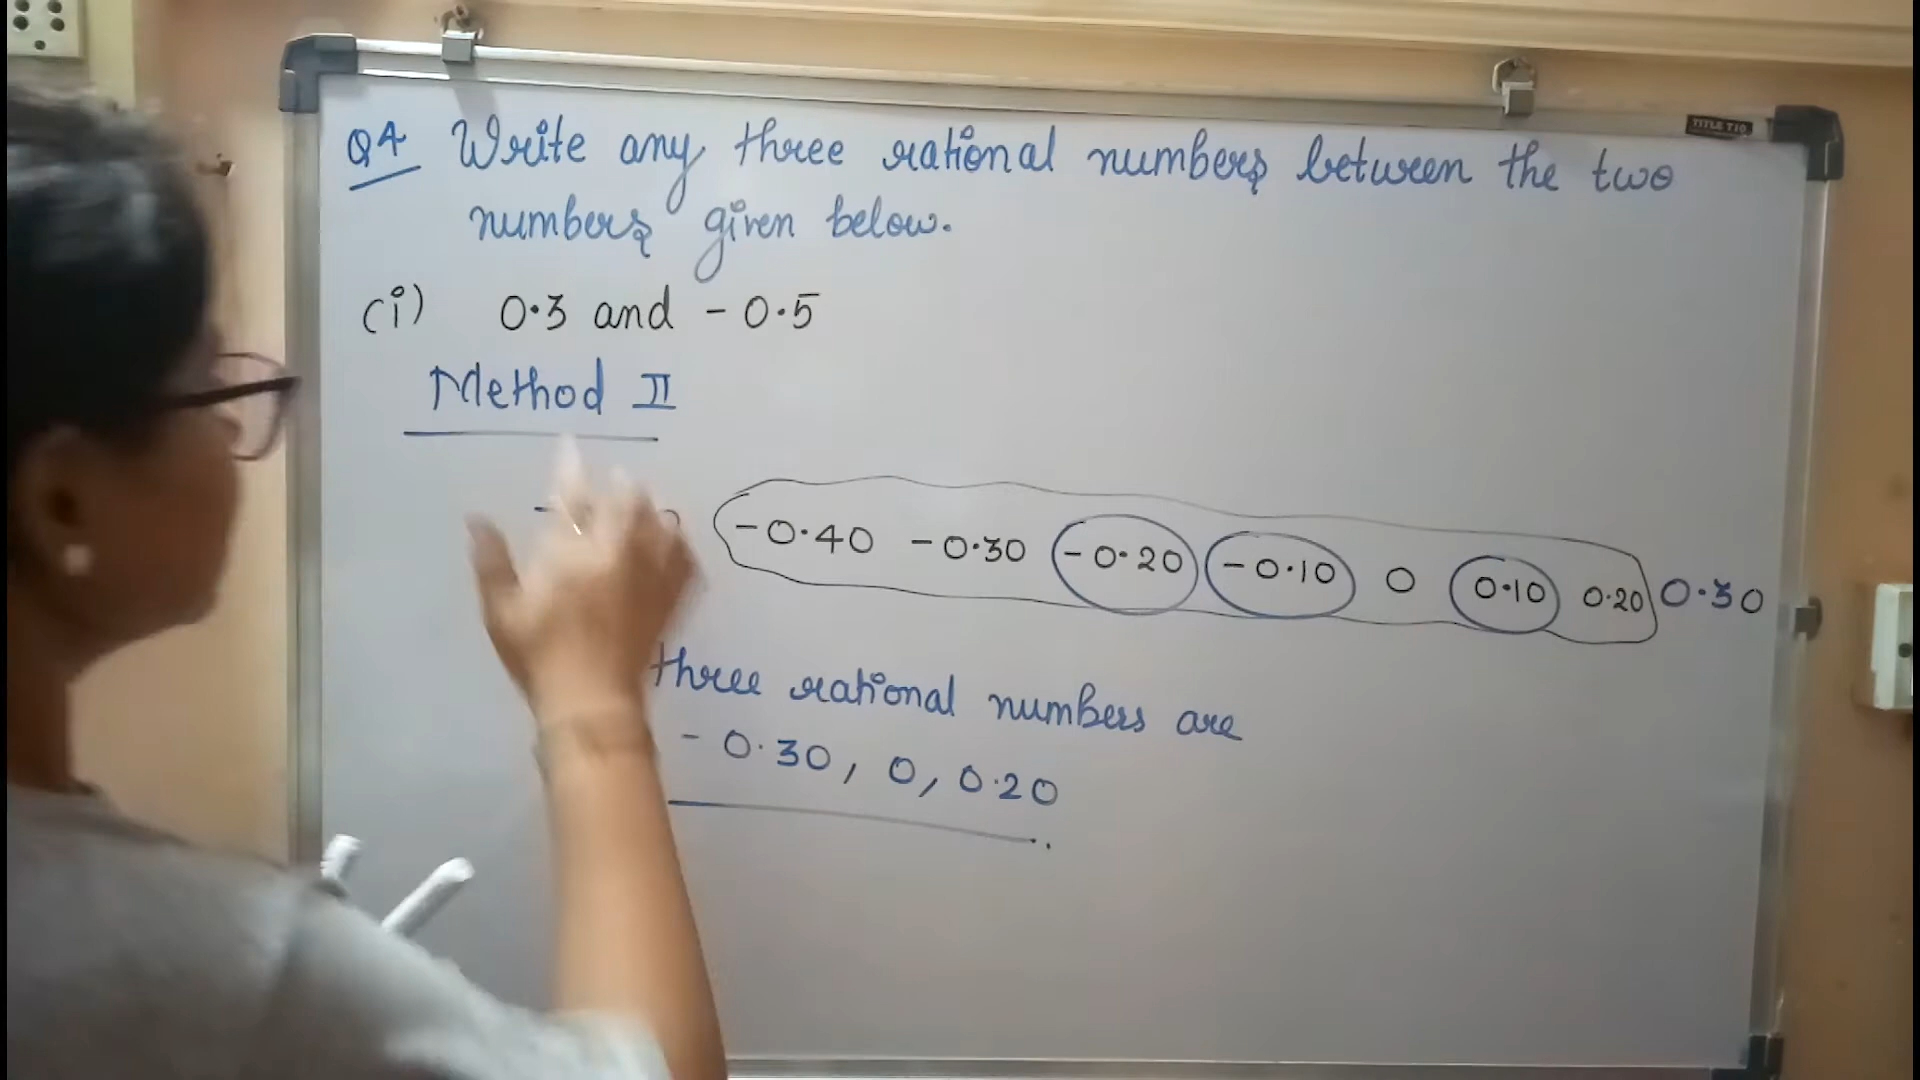 TITLE T10
Q4 Write any three rational numbers between the two
numbers given below.
(i) 0.3 and - 0.5
Method II
-0.40 -0.30 -0.20 -0.10 0 0.10 0.20 0.30
three rational numbers are
- 0.30, 0, 0.20